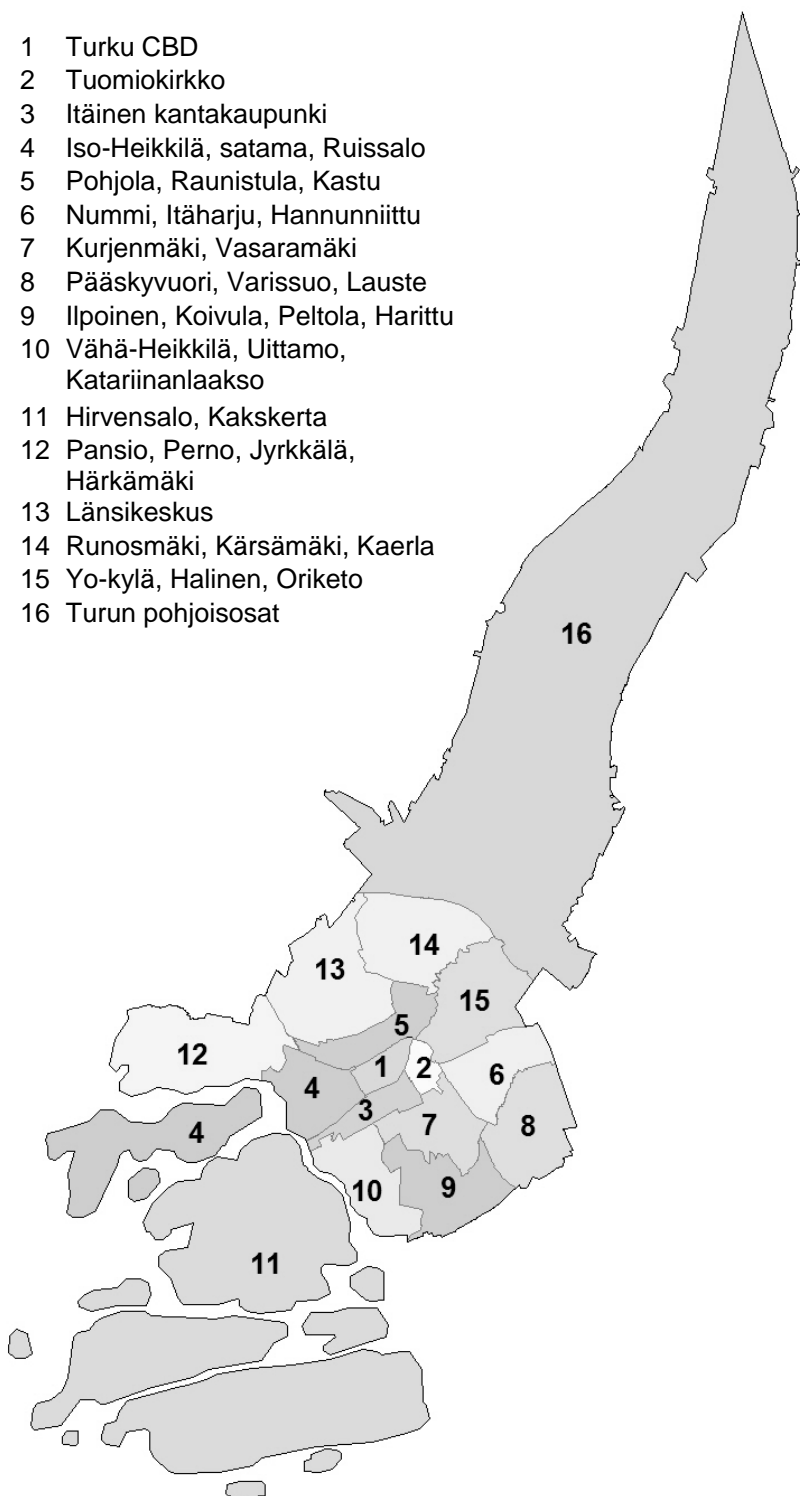 1 Turku CBD
2 Tuomiokirkko
3 Itäinen kantakaupunki
4 Iso-Heikkilä, satama, Ruissalo
5 Pohjola, Raunistula, Kastu
6 Nummi, Itäharju, Hannunniittu
7 Kurjenmäki, Vasaramäki
8 Pääskyvuori, Varissuo, Lauste
9 Ilpoinen, Koivula, Peltola, Harittu
10 Vähä-Heikkilä, Uittamo,
Katariinanlaakso
11 Hirvensalo, Kakskerta
12 Pansio, Perno, Jyrkkälä,
Härkämäki
13 Länsikeskus
14 Runosmäki, Kärsämäki, Kaerla
15 Yo-kylä, Halinen, Oriketo
16 Turun pohjoisosat
16
14
13
15
5
12
1
2
6
4
3
7
8
4
10
9
11